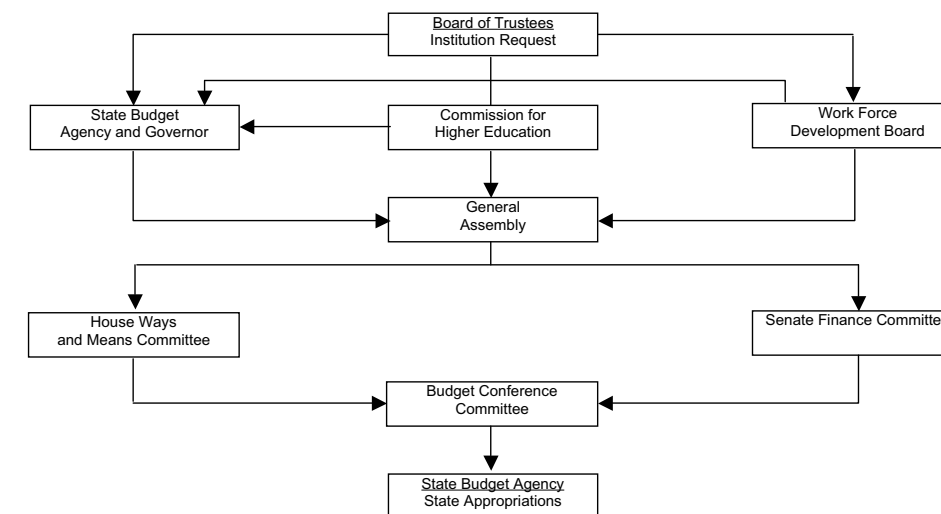 Board of Trustees
Institution Request
State Budget
Agency and Governor
Commission for
Higher Education
Work Force
Development Board
General
Assembly
House Ways
and Means Committee
Senate Finance Committe
Budget Conference
Committee
State Budget Agency
State Appropriations